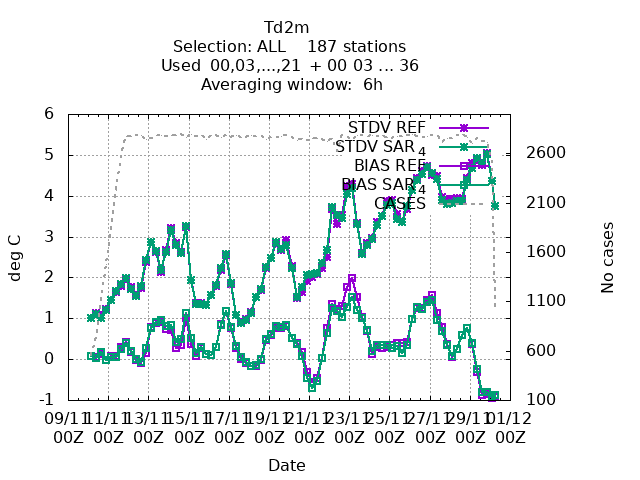 Td2m
Selection: ALL 187 stations
Used 00,03,...,21 + 00 03 ... 36
Averaging window: 6h
STDV REF
STDV SAR4
BIAS REF
BIAS SAR4
CASES
6
5
4
3
2
1
0
-1
deg C
2600
2100
1600
1100
600
100
No cases
09/11 11/11 13/11 15/11 17/11 19/11 21/11 23/11 25/11 27/11 29/11 01/12
00Z 00Z 00Z 00Z 00Z 00Z 00Z 00Z 00Z 00Z 00Z 00Z
Date